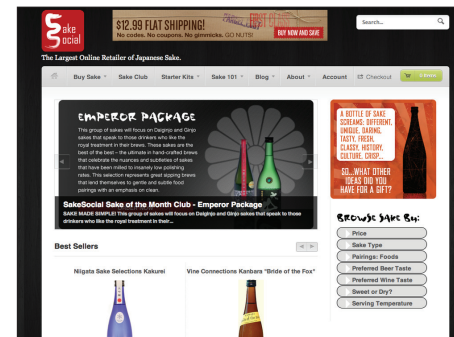 Sake
Social
$12.99 FLAT SHIPPING!
No codes. No coupons. No gimmicks. GO NUTS!
BUY NOW AND SAVE
Search...
The Largest Online Retailer of Japanese Sake.
Buy Sake
Sake Club
Starter Kits
Sake 101
Blog
About
Account
Checkout
EMPEROR PACKAGE
This group of sakes will focus on Daiginjo and Ginjo
sakes that speak to those drinkers who like the
royal treatment in their brews. These sakes are the
best of the best – the ultimate in hand-crafted brews
that celebrate the nuances and subtleties of sakes
that have been milled to insanely low polishing
rates. This selection represents great sipping brews
that lend themselves to gentle and subtle food
pairings with an emphasis on clean.
SakeSocial Sake of the Month Club - Emperor Package
SAKE MADE SIMPLE! This group of sakes will focus on Daiginjo and Ginjo sakes that speak to those
drinkers who like the royal treatment in their...
A BOTTLE OF SAKE
SCREAMS: DIFFERENT,
UNIQUE, DARING,
TASTY, FRESH,
CLASSY, HISTORY,
CULTURE, CRISP...
SO...WHAT OTHER
IDEAS DID YOU
HAVE FOR A GIFT?
BROWSE SAKE BY:
Price
Sake Type
Pairings: Foods
Preferred Beer Taste
Preferred Wine Taste
Sweet or Dry?
Serving Temperature
Best Sellers
Niigata Sake Selections Kakurei
Vine Connections Kanbara "Bride of the Fox"